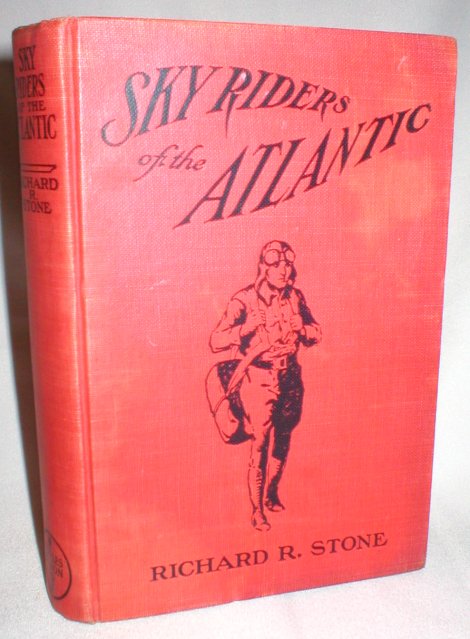 SKY RIDERS
of the
ATLANTIC
RICHARD R. STONE
SKY
RIDERS
OF THE
ATLANTIC
RICHARD
R.
STONE